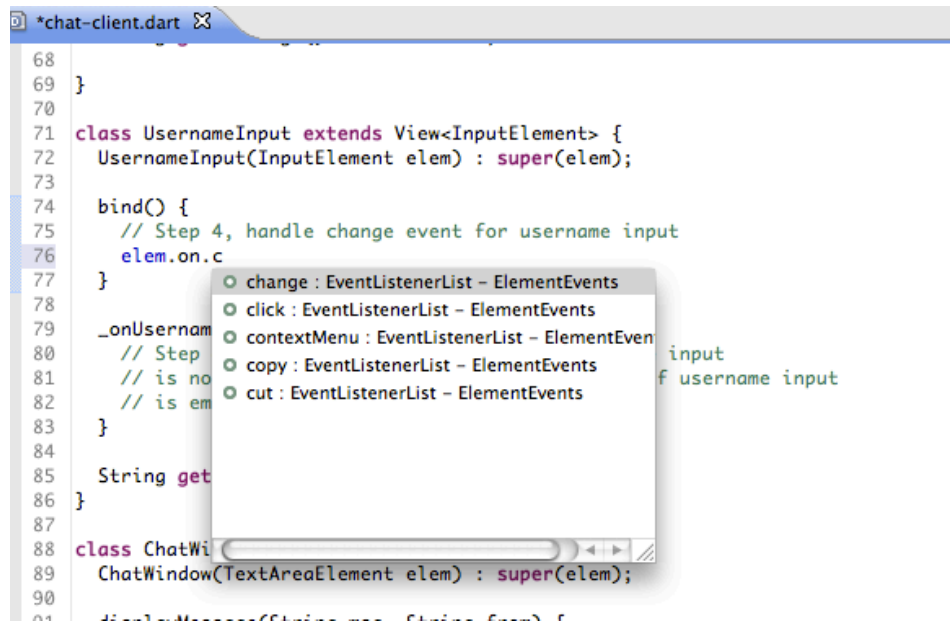 *chat-client.dart
68
69 }
70
71 class UsernameInput extends View<InputElement> {
72 UsernameInput(InputElement elem) : super(elem);
73
74 bind() {
75 // Step 4, handle change event for username input
76 elem.on.c
77 }
change : EventListenerList – ElementEvents
78
click : EventListenerList – ElementEvents
79 _onUsernam
contextMenu : EventListenerList – ElementEven
80 // Step input
copy : EventListenerList – ElementEvents
81 // is no f username input
cut : EventListenerList – ElementEvents
82 // is em
83 }
84
85 String get
86 }
87
88 class ChatWi
89 ChatWindow(TextAreaElement elem) : super(elem);
90